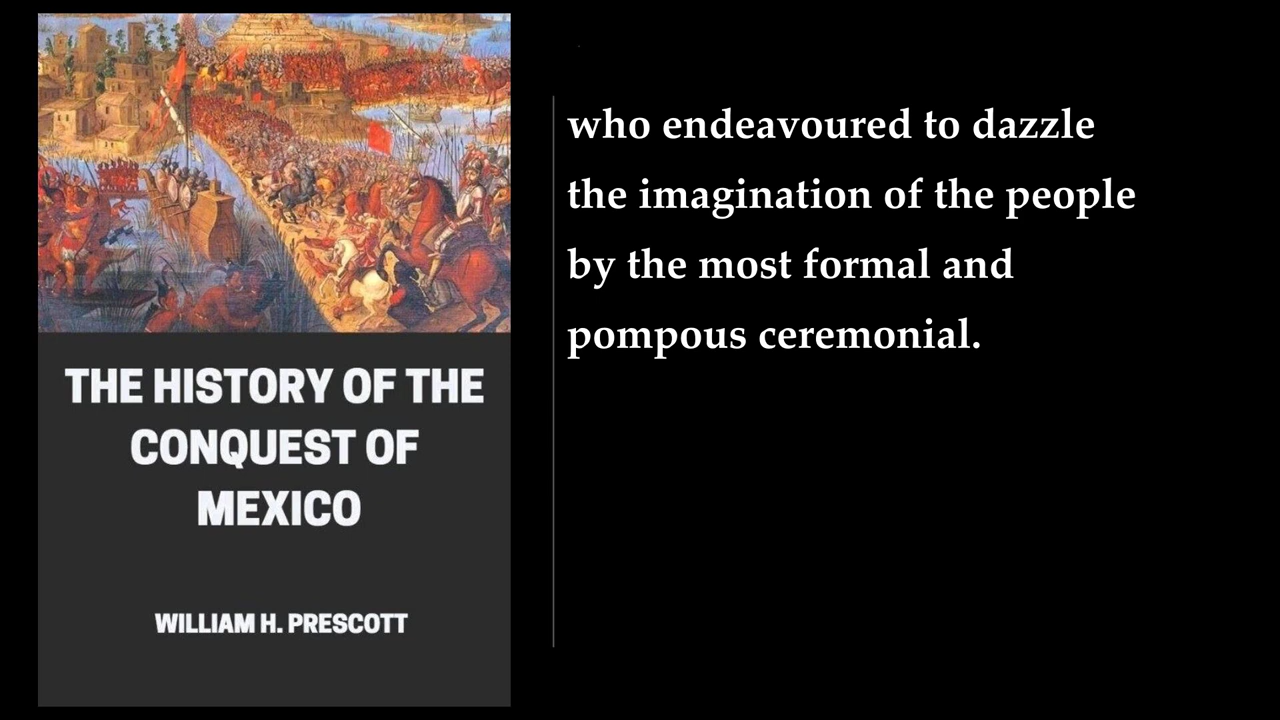 THE HISTORY OF THE
CONQUEST OF
MEXICO
WILLIAM H. PRESCOTT
who endeavoured to dazzle
the imagination of the people
by the most formal and
pompous ceremonial.